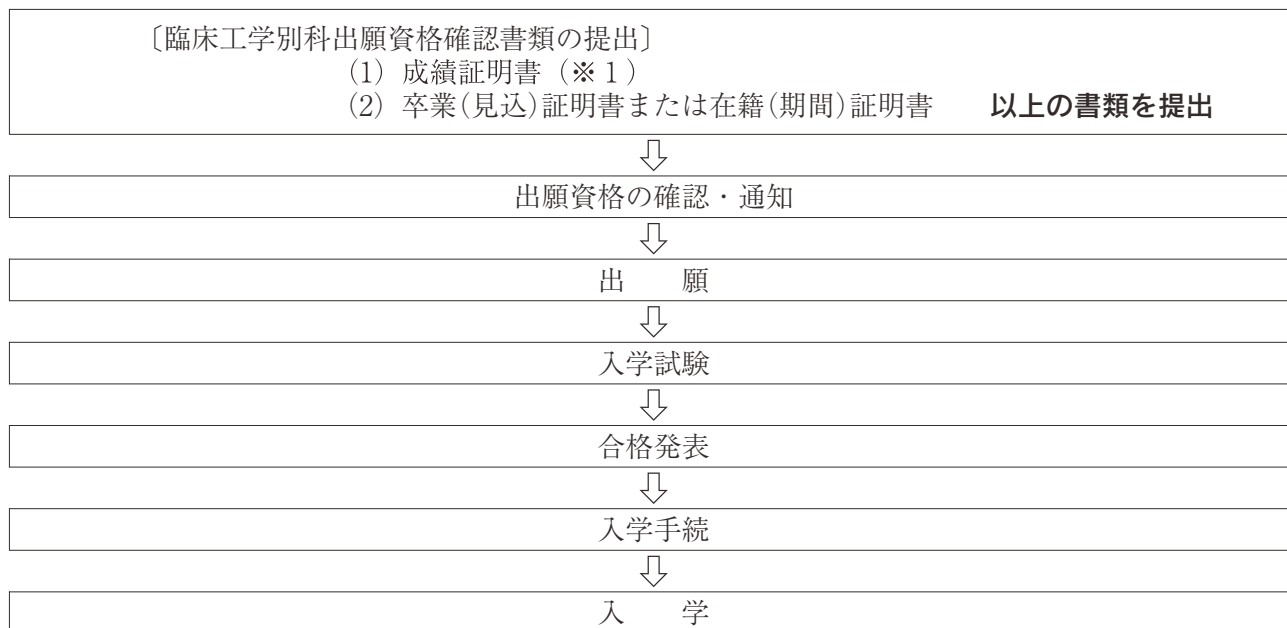 〔臨床工学別科出願資格確認書類の提出〕
(1) 成績証明書（※１）
(2) 卒業(見込)証明書または在籍(期間)証明書　　以上の書類を提出
出願資格の確認・通知
出　　願
入学試験
合格発表
入学手続
入　　学